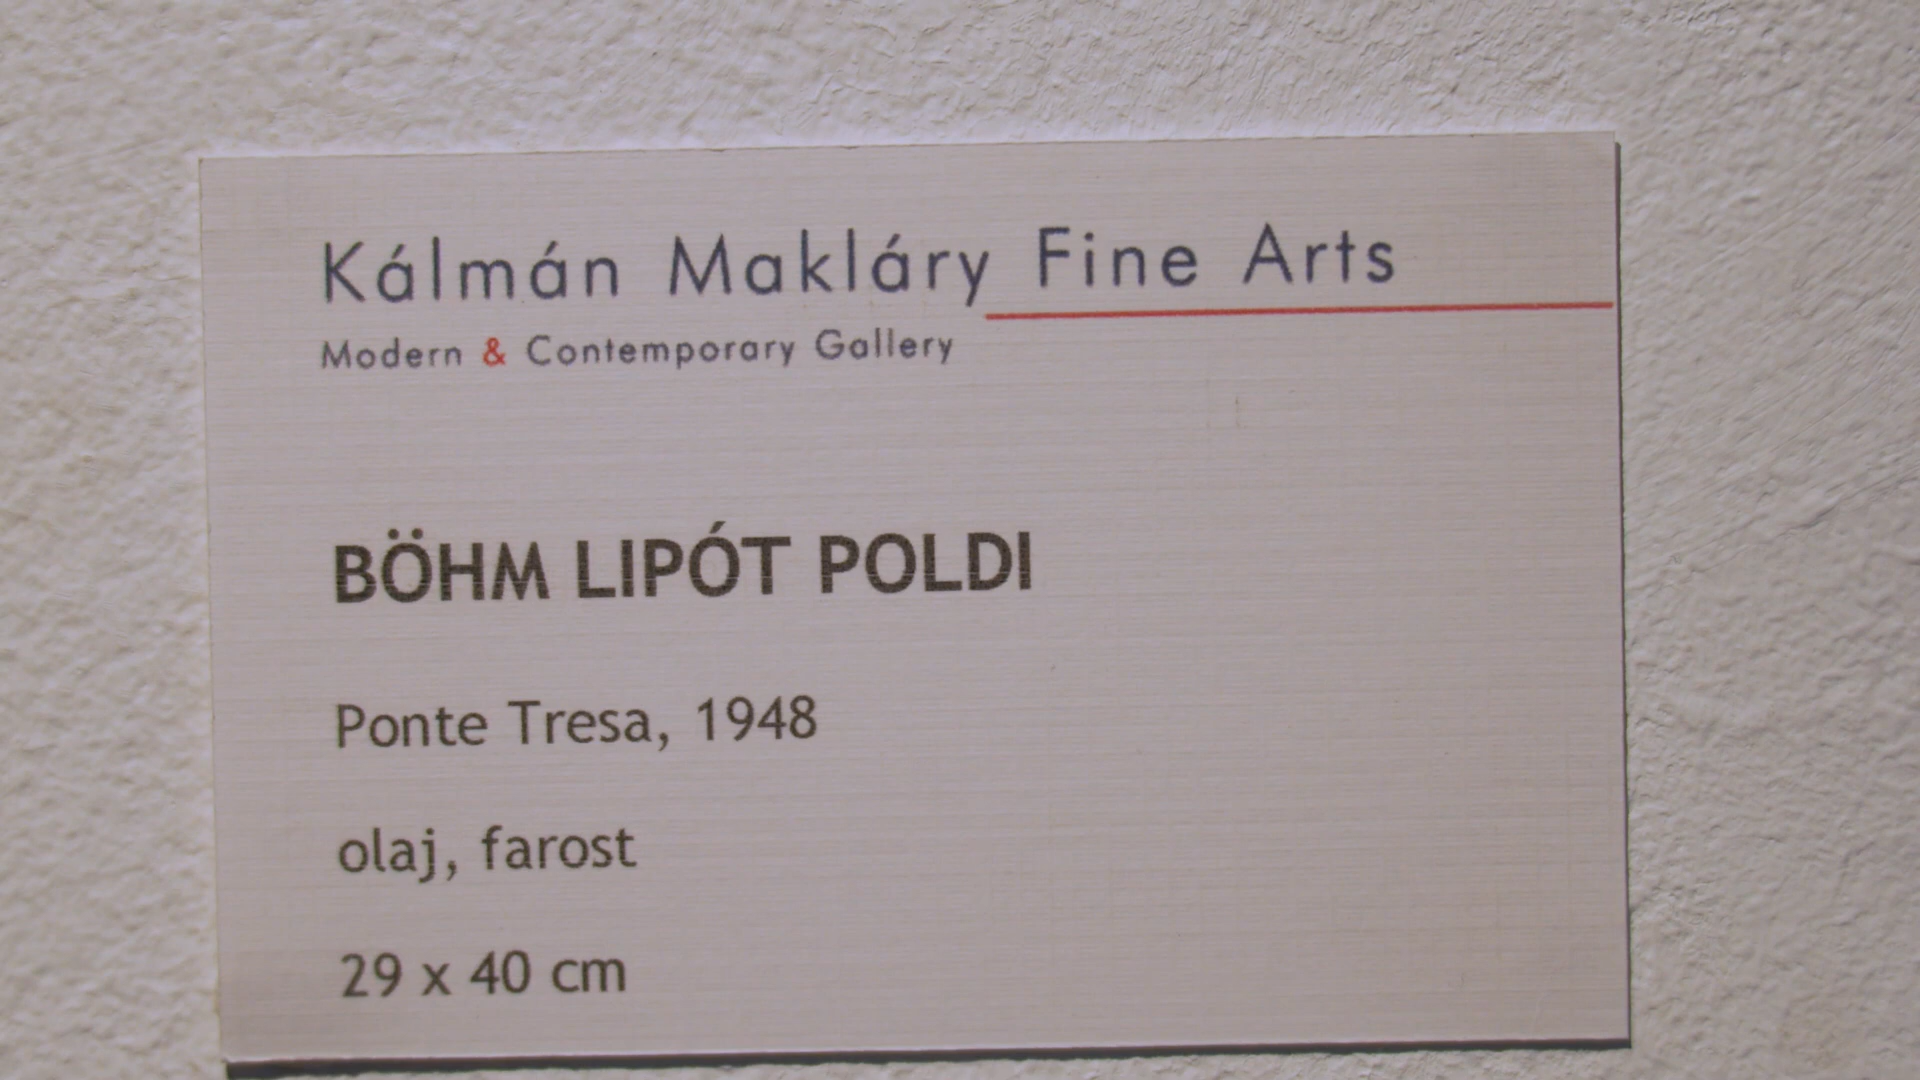 Kálmán Makláry Fine Arts
Modern & Contemporary Gallery
BÖHM LIPÓT POLDI
Ponte Tresa, 1948
olaj, farost
29 x 40 cm